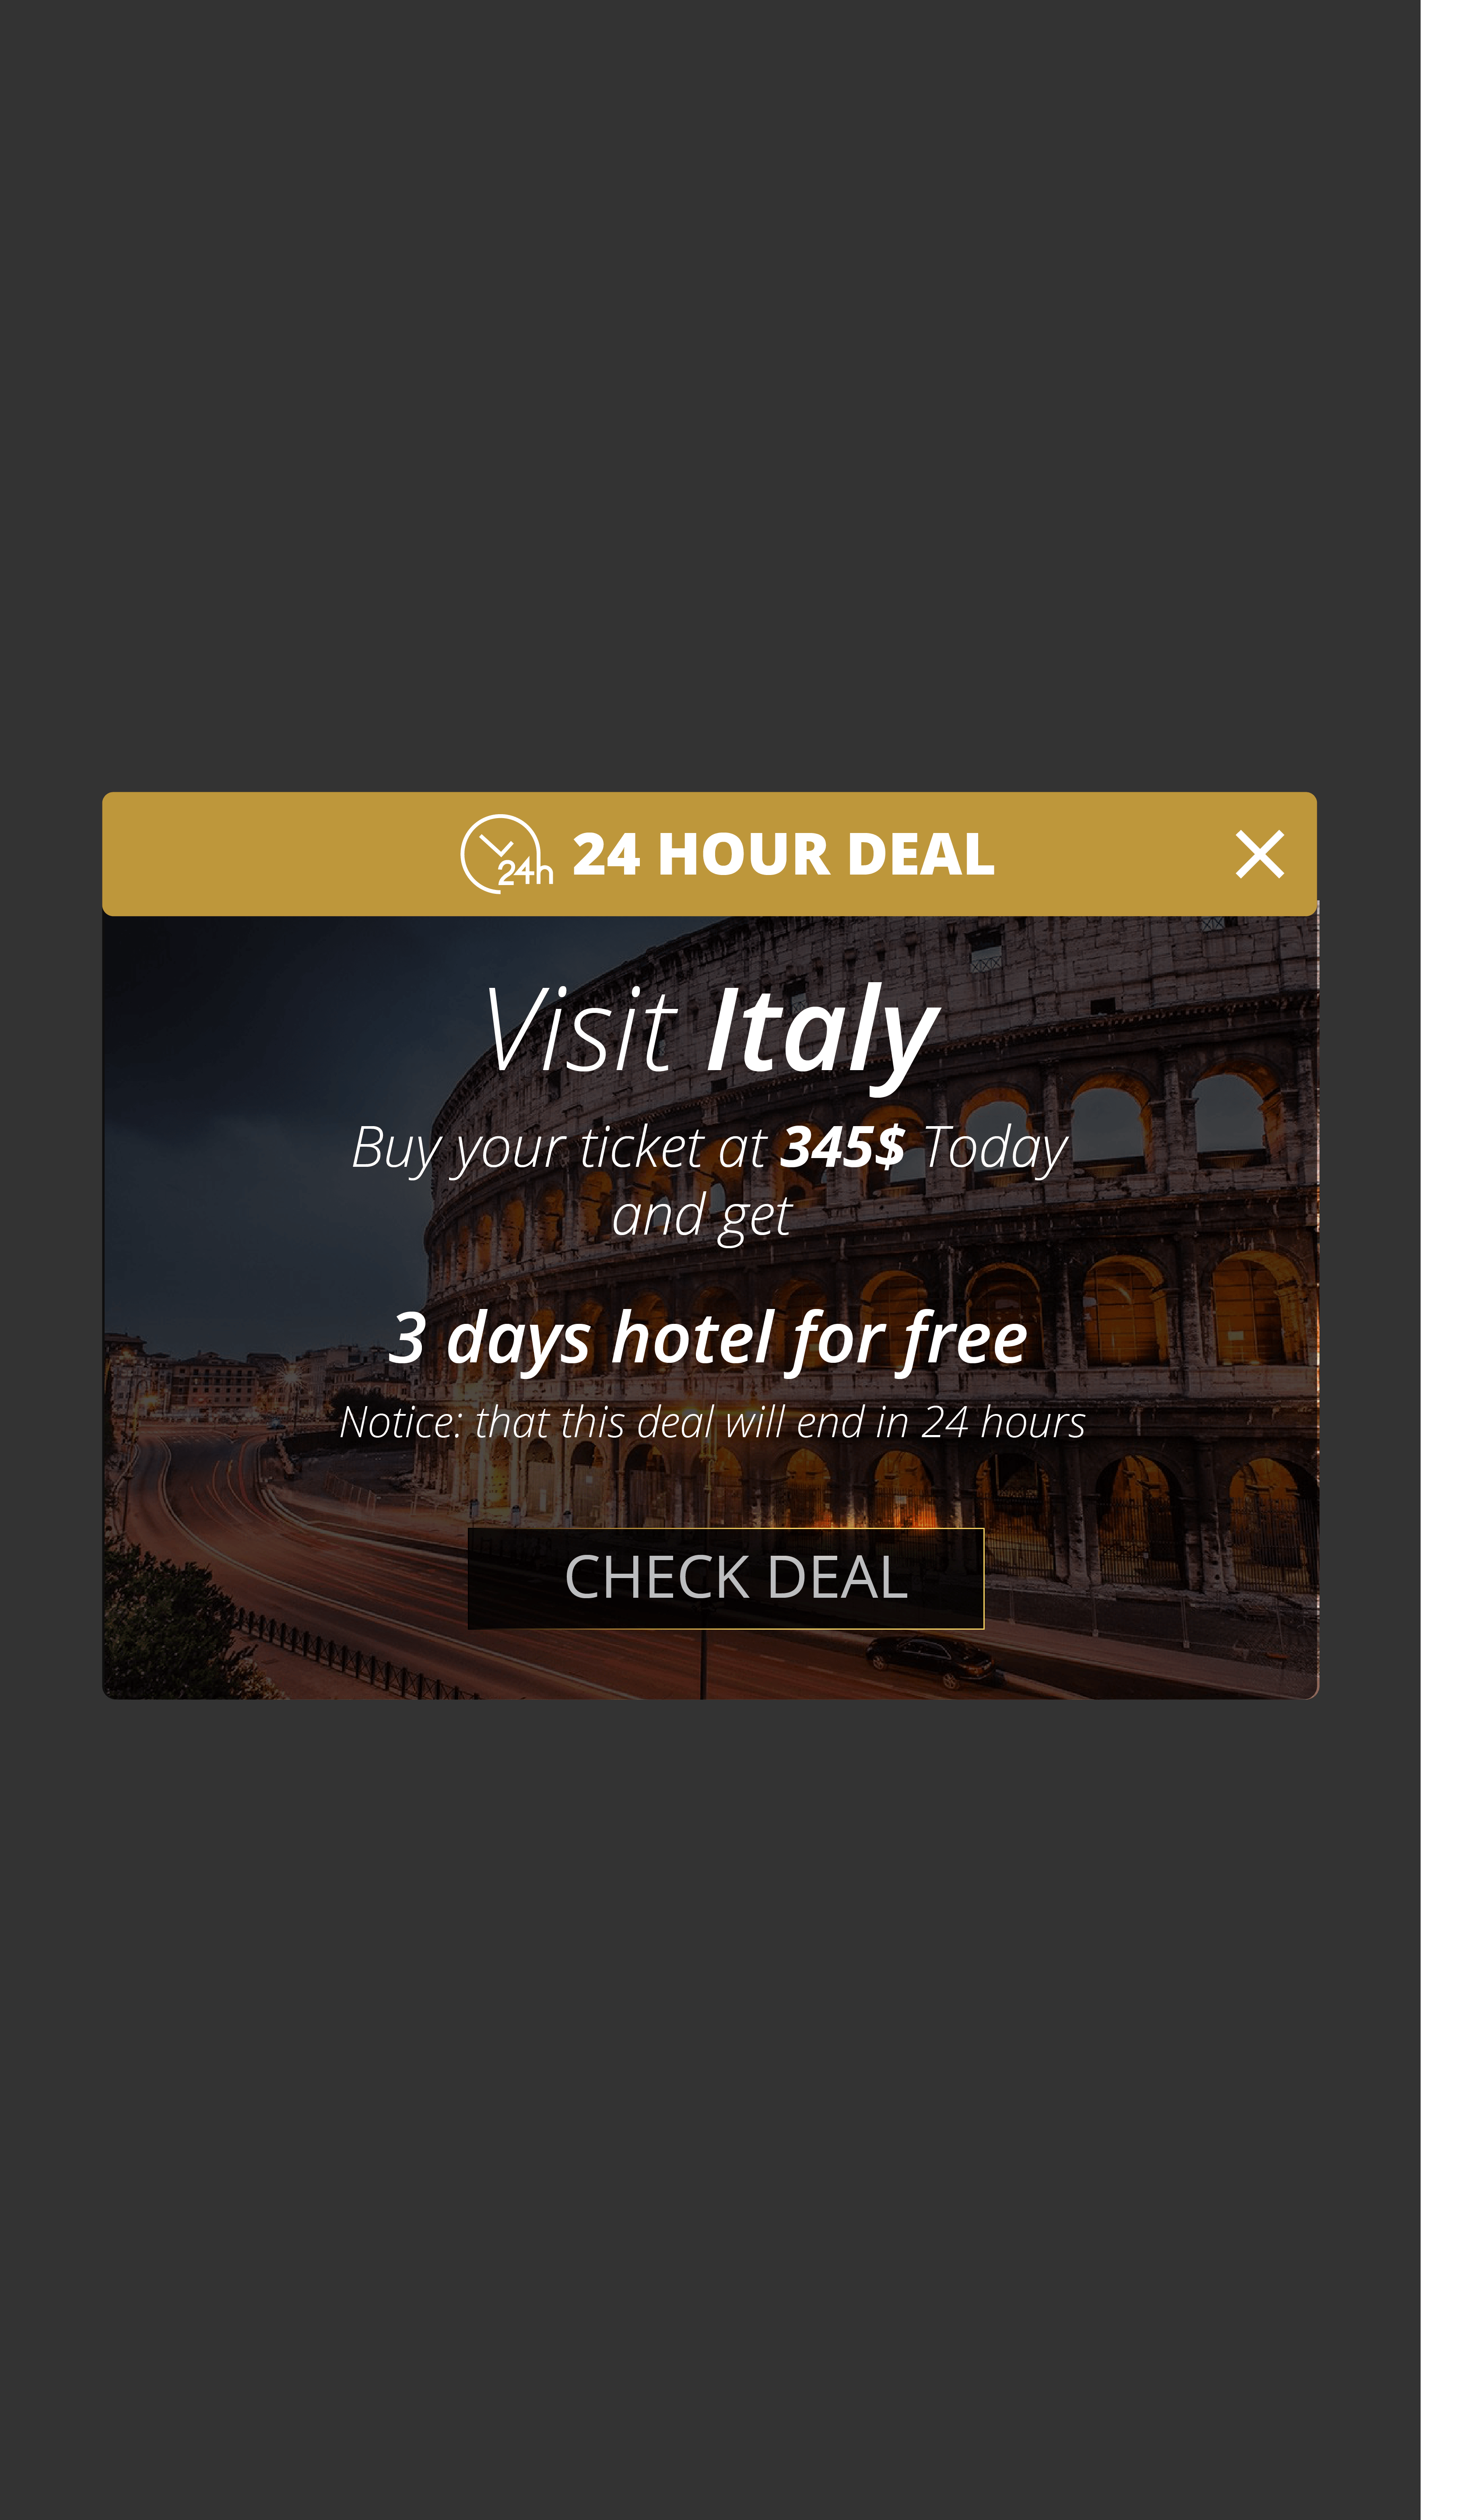 24h 24 HOUR DEAL
Visit Italy
Buy your ticket at 345$ Today
and get
3 days hotel for free
Notice: that this deal will end in 24 hours
CHECK DEAL